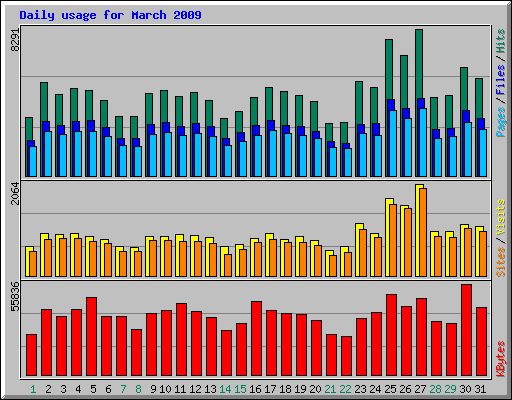 Daily usage for March 2009
8291
Pages / Files / Hits
2064
Sites / Visits
55836
KBytes
1 2 3 4 5 6 7 8 9 10 11 12 13 14 15 16 17 18 19 20 21 22 23 24 25 26 27 28 29 30 31